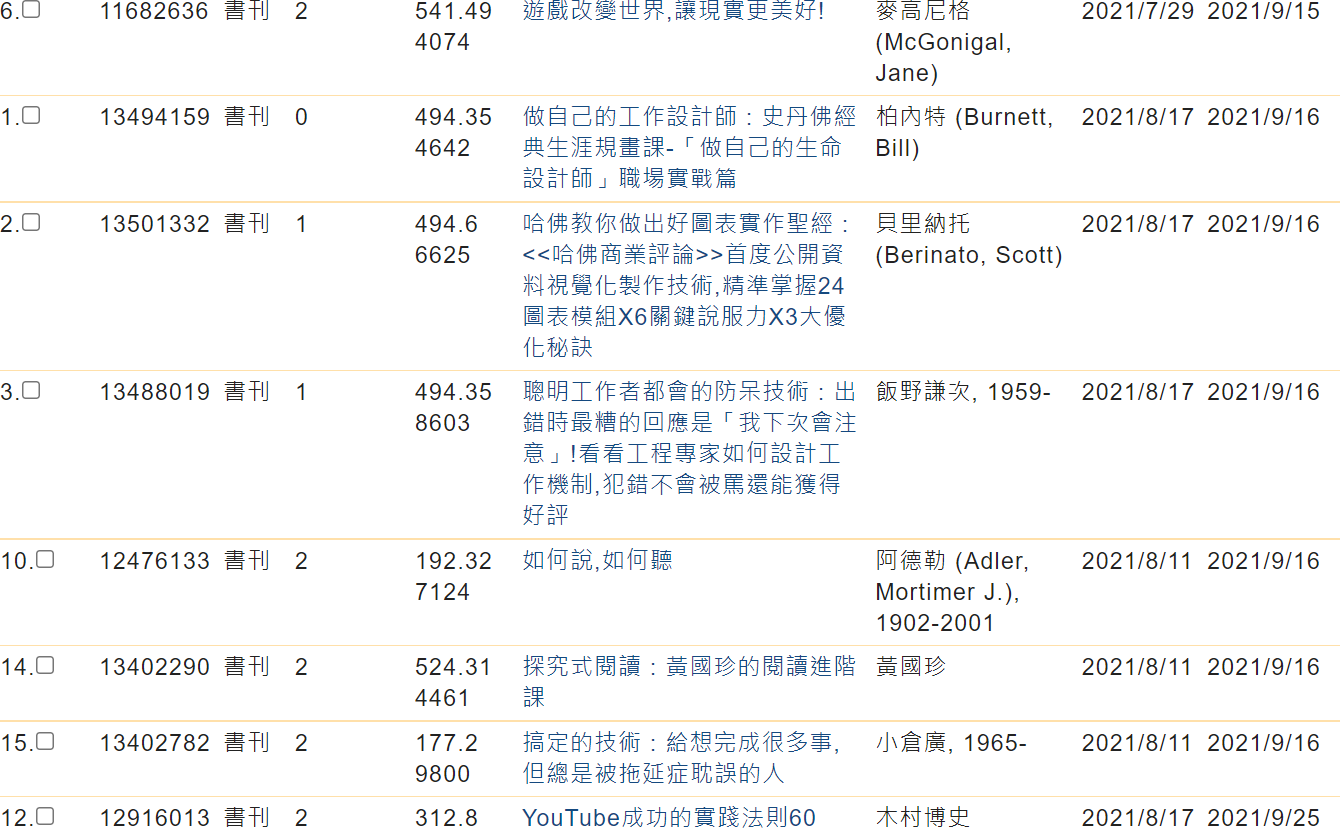 6. 11682636 書刊 2 541.49 遊戲改變世界,讓現實更美好! 麥高尼格 2021/7/29 2021/9/15
4074 (McGonigal,
Jane)
1. 13494159 書刊 0 494.35 做自己的工作設計師：史丹佛經 柏內特 (Burnett, 2021/8/17 2021/9/16
4642 典生涯規畫課-「做自己的生命 Bill)
設計師」職場實戰篇
2. 13501332 書刊 1 494.6 哈佛教你做出好圖表實作聖經： 貝里納托 2021/8/17 2021/9/16
6625 <<哈佛商業評論>>首度公開資 (Berinato, Scott)
料視覺化製作技術,精準掌握24
圖表模組X6關鍵說服力X3大優
化秘訣
3. 13488019 書刊 1 494.35 聰明工作者都會的防呆技術：出 飯野謙次, 1959- 2021/8/17 2021/9/16
8603 錯時最糟的回應是「我下次會注
意」!看看工程專家如何設計工
作機制,犯錯不會被罵還能獲得
好評
10. 12476133 書刊 2 192.32 如何說,如何聽 阿德勒 (Adler, 2021/8/11 2021/9/16
7124 Mortimer J.),
1902-2001
14. 13402290 書刊 2 524.31 探究式閱讀：黃國珍的閱讀進階 黃國珍 2021/8/11 2021/9/16
4461 課
15. 13402782 書刊 2 177.2 搞定的技術：給想完成很多事, 小倉廣, 1965- 2021/8/11 2021/9/16
9800 但總是被拖延症耽誤的人
12. 12916013 書刊 2 312.8 YouTube成功的實踐法則60 木村博史 2021/8/17 2021/9/25